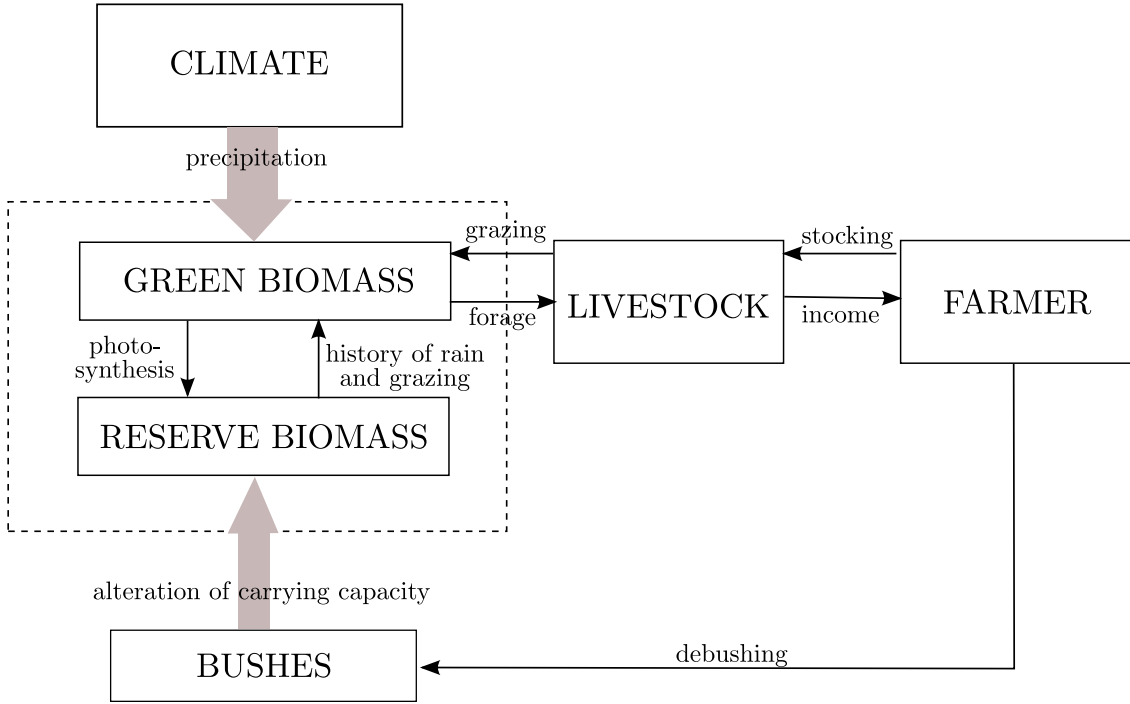 CLIMATE
precipitation
grazing
stocking
GREEN BIOMASS
LIVESTOCK
FARMER
forage
income
photo-
synthesis
history of rain
and grazing
RESERVE BIOMASS
alteration of carrying capacity
BUSHES
debushing